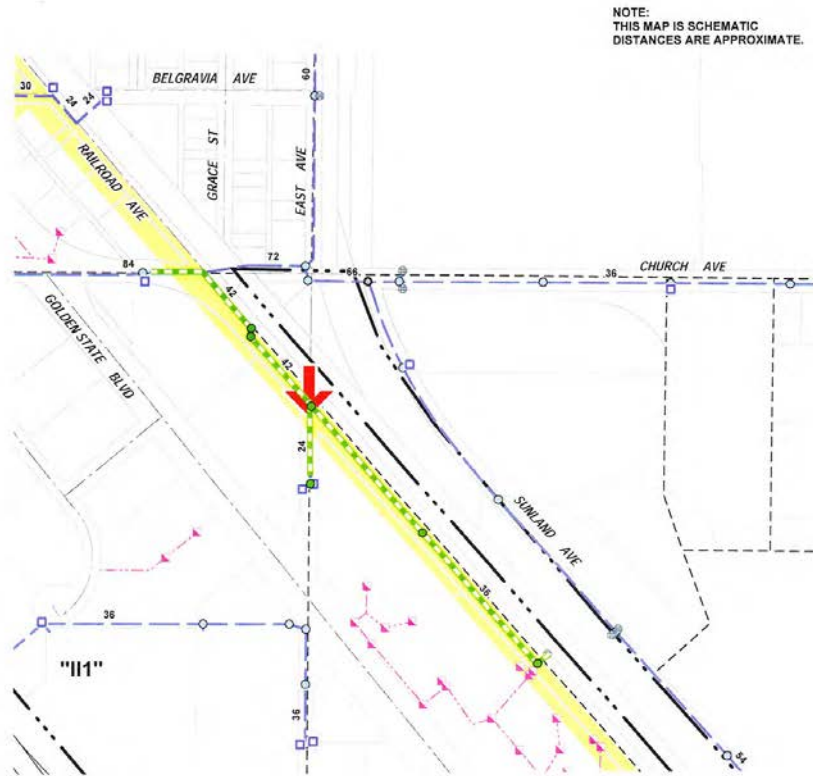 NOTE:
THIS MAP IS SCHEMATIC
DISTANCES ARE APPROXIMATE.
BELGRAVIA AVE
60
30
24
24
RAILROAD AVE
GRACE ST
EAST AVE
84
72
66
36
CHURCH AVE
42
GOLDEN STATE BLVD
42
24
SUNLAND AVE
36
36
"II1"
36
54